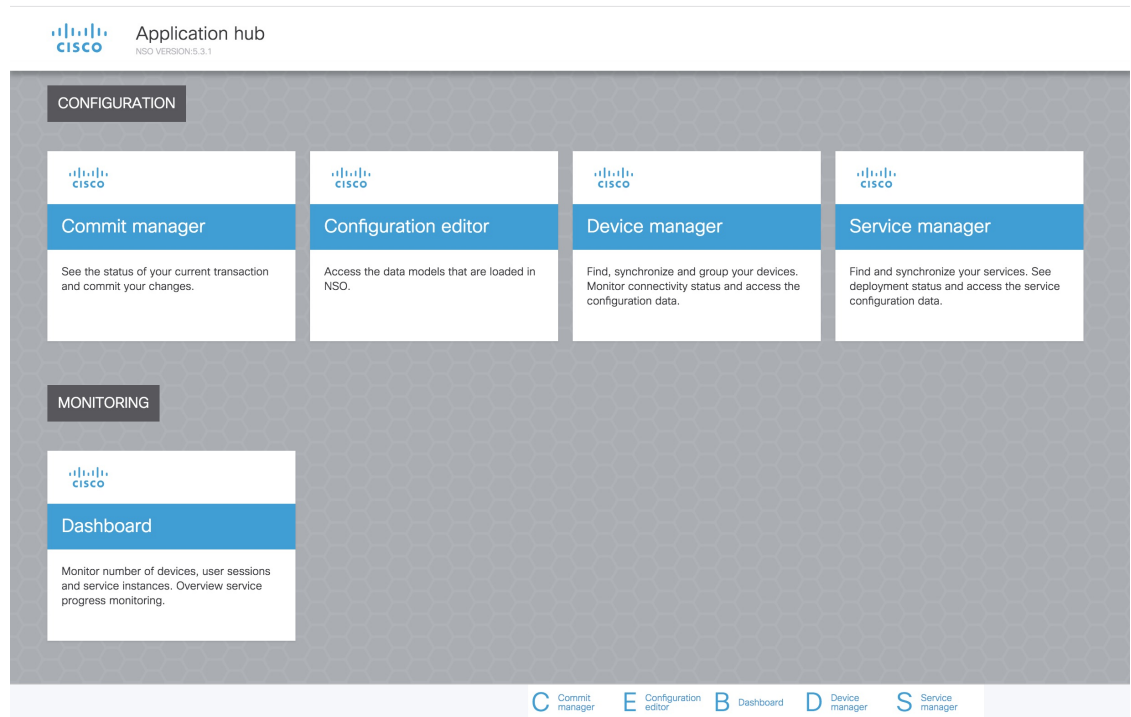 CISCO
Application hub
NSO VERSION:5.3.1
CONFIGURATION
CISCO
Commit manager
See the status of your current transaction
and commit your changes.
CISCO
Configuration editor
Access the data models that are loaded in
NSO.
CISCO
Device manager
Find, synchronize and group your devices.
Monitor connectivity status and access the
configuration data.
CISCO
Service manager
Find and synchronize your services. See
deployment status and access the service
configuration data.
MONITORING
CISCO
Dashboard
Monitor number of devices, user sessions
and service instances. Overview service
progress monitoring.
C Commit
manager
E Configuration
editor
B Dashboard
D Device
manager
S Service
manager